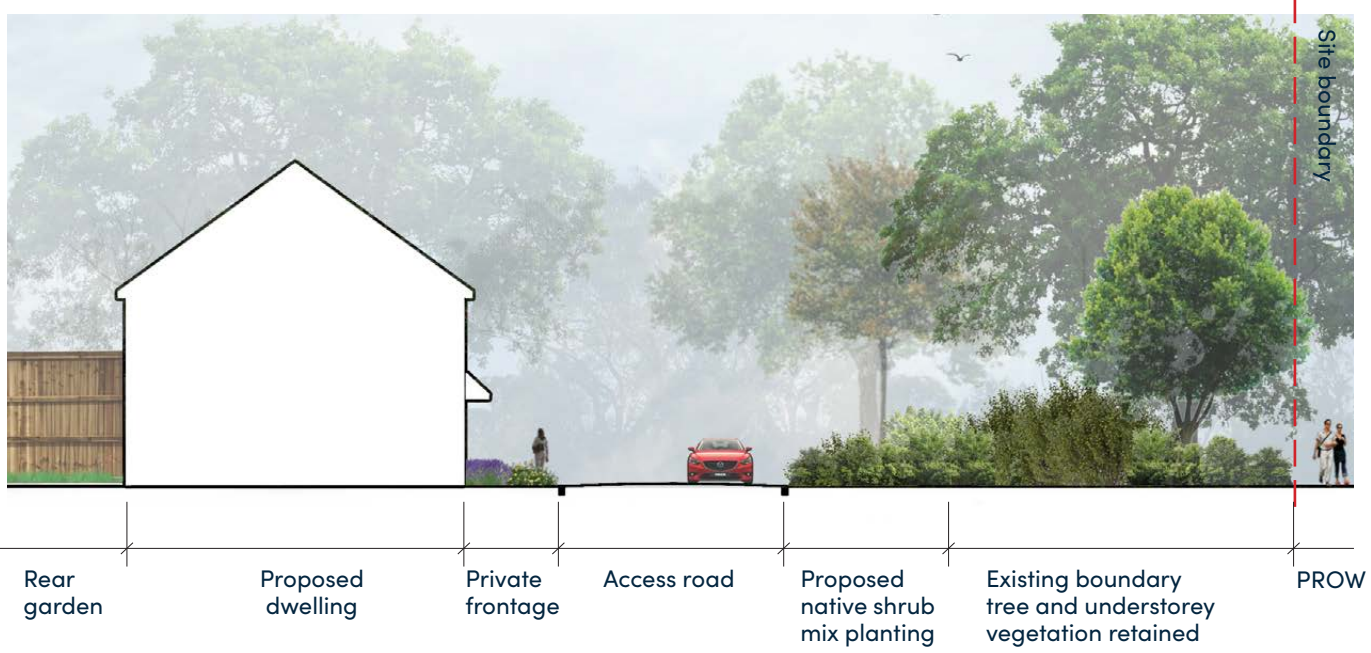 Site boundary
Rear
garden
Proposed
dwelling
Private
frontage
Access road
Proposed
native shrub
mix planting
Existing boundary
tree and understorey
vegetation retained
PROW